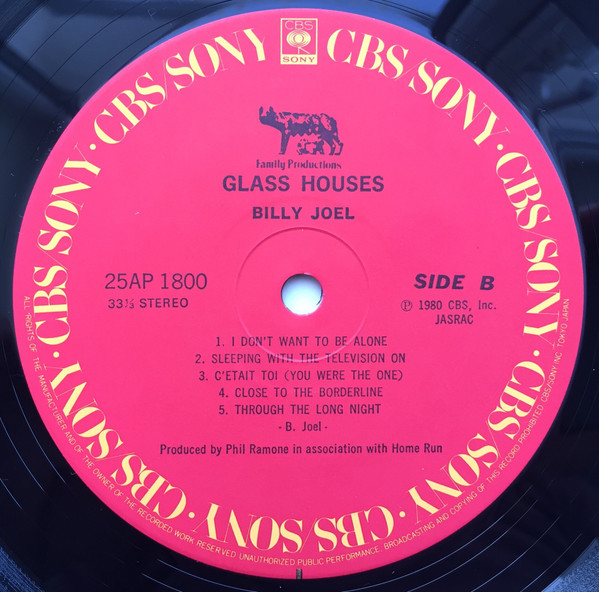 CBS
SONY
CBS/SONY · CBS/SONY · CBS/SONY · CBS/SONY · CBS/SONY · CBS/SONY · CBS/SONY · CBS/SONY
Family Productions
GLASS HOUSES
BILLY JOEL
25AP 1800
33⅓ STEREO
SIDE B
Ⓟ 1980 CBS, Inc.
JASRAC
1. I DON'T WANT TO BE ALONE
2. SLEEPING WITH THE TELEVISION ON
3. C'ETAIT TOI (YOU WERE THE ONE)
4. CLOSE TO THE BORDERLINE
5. THROUGH THE LONG NIGHT
- B. Joel -
Produced by Phil Ramone in association with Home Run
ALL RIGHTS OF THE MANUFACTURER AND OF THE OWNER OF THE RECORDED WORK RESERVED UNAUTHORIZED PUBLIC PERFORMANCE, BROADCASTING AND COPYING OF THIS RECORD PROHIBITED CBS/SONY INC. TOKYO JAPAN